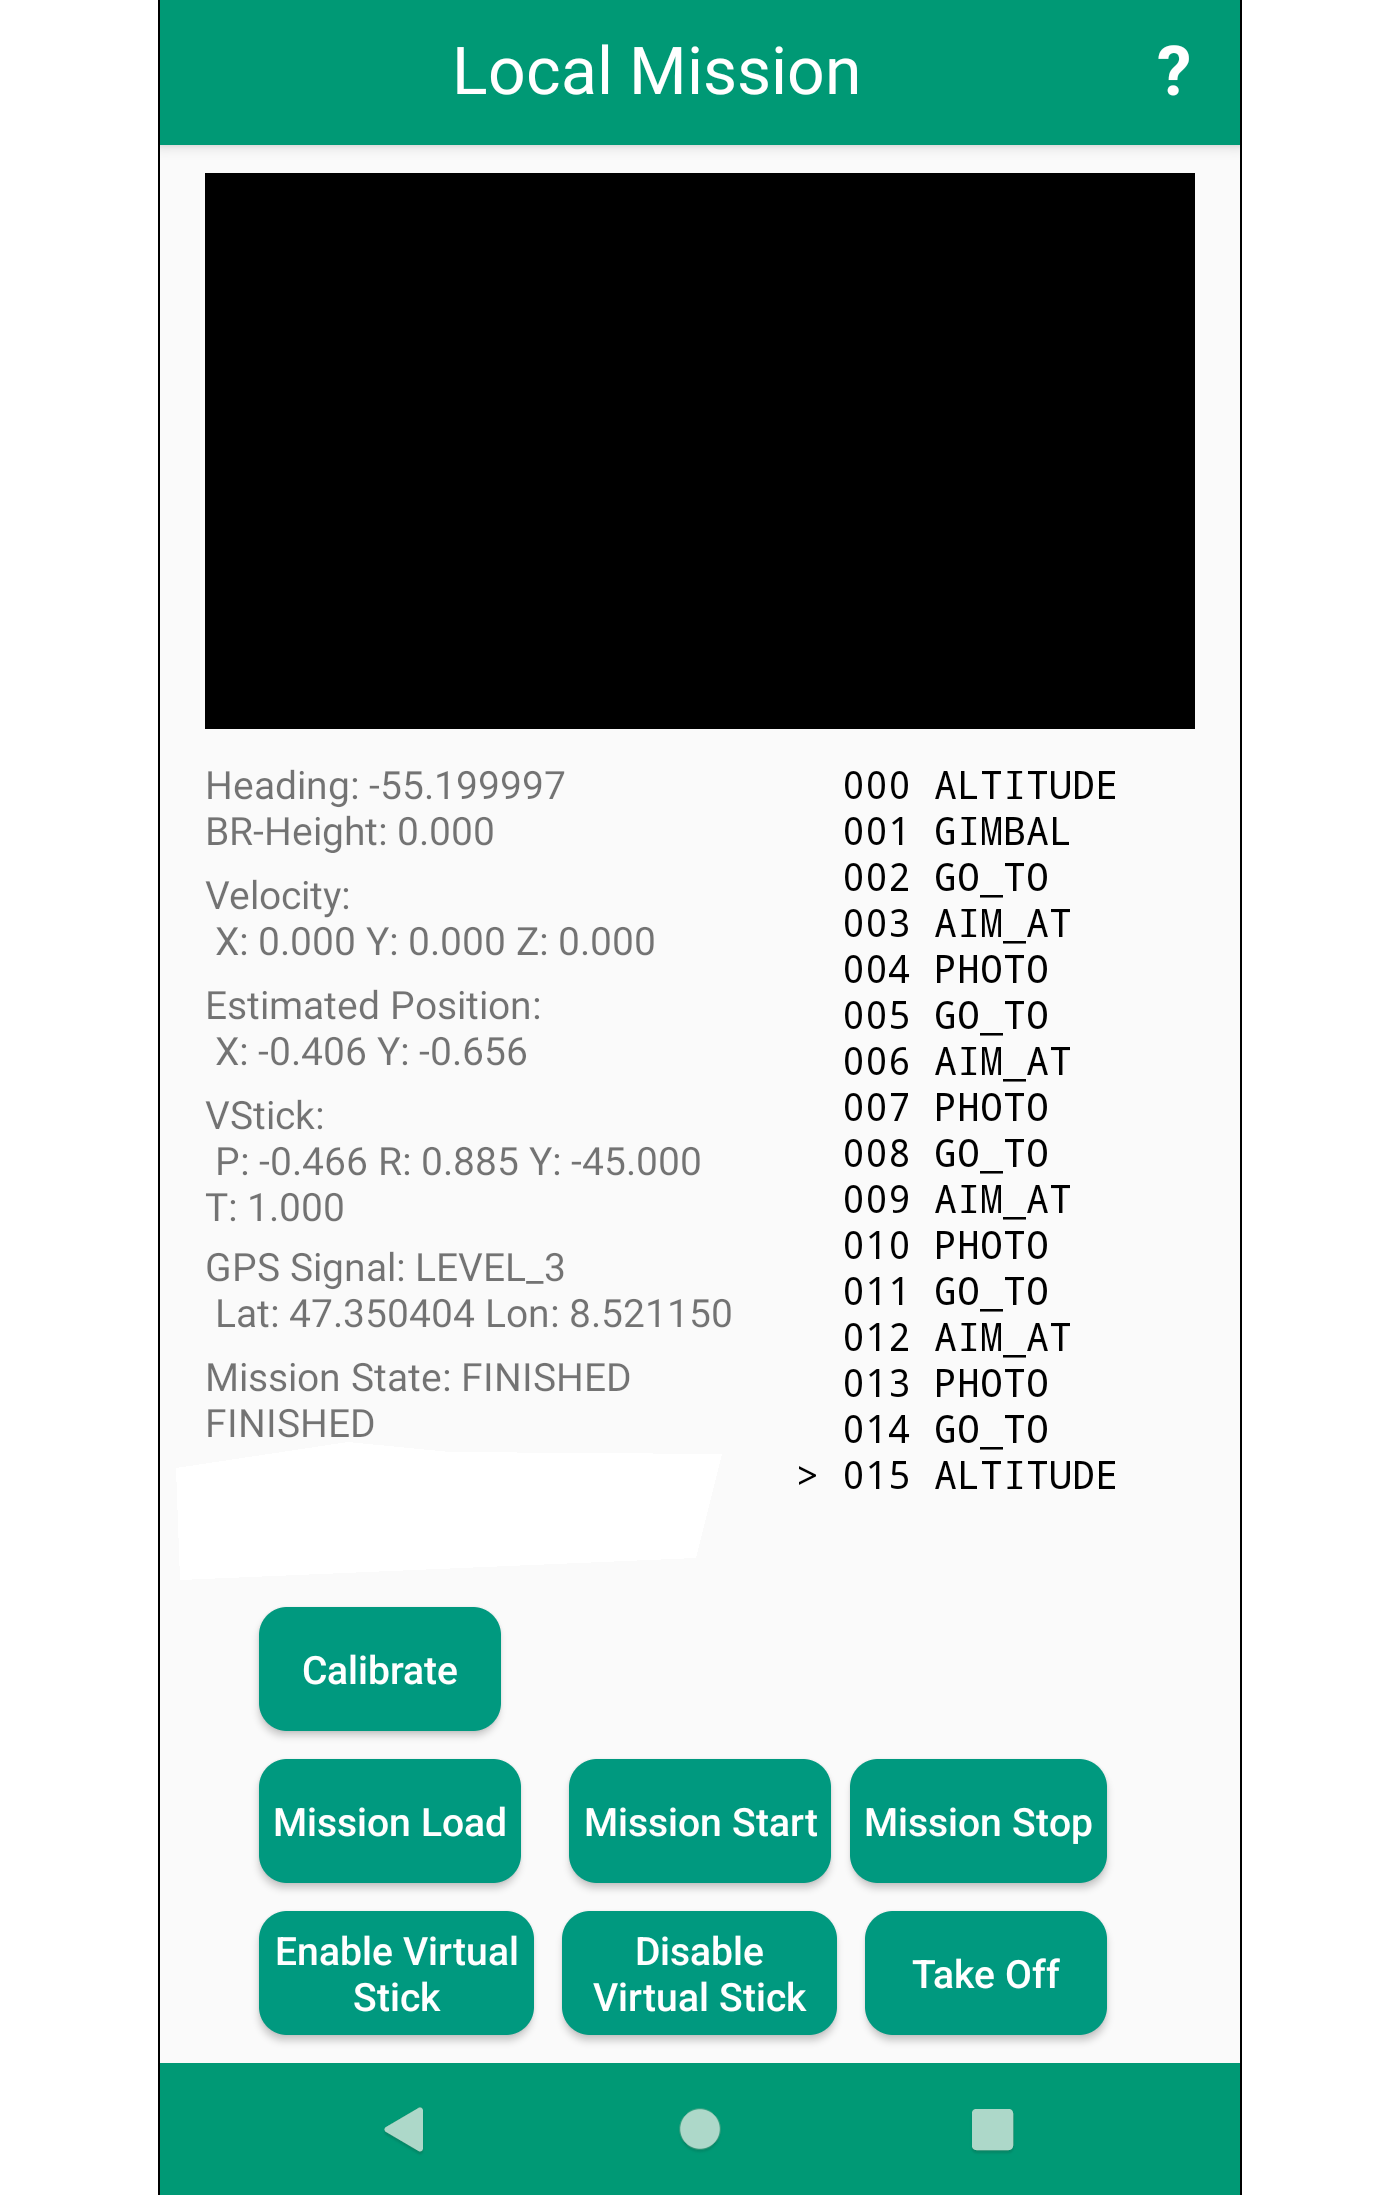 Local Mission ?
Heading: -55.199997
BR-Height: 0.000
Velocity:
X: 0.000 Y: 0.000 Z: 0.000
Estimated Position:
X: -0.406 Y: -0.656
VStick:
P: -0.466 R: 0.885 Y: -45.000
T: 1.000
GPS Signal: LEVEL_3
Lat: 47.350404 Lon: 8.521150
Mission State: FINISHED
FINISHED
000 ALTITUDE
001 GIMBAL
002 GO_TO
003 AIM_AT
004 PHOTO
005 GO_TO
006 AIM_AT
007 PHOTO
008 GO_TO
009 AIM_AT
010 PHOTO
011 GO_TO
012 AIM_AT
013 PHOTO
014 GO_TO
> 015 ALTITUDE
Calibrate
Mission Load
Mission Start
Mission Stop
Enable Virtual
Stick
Disable
Virtual Stick
Take Off